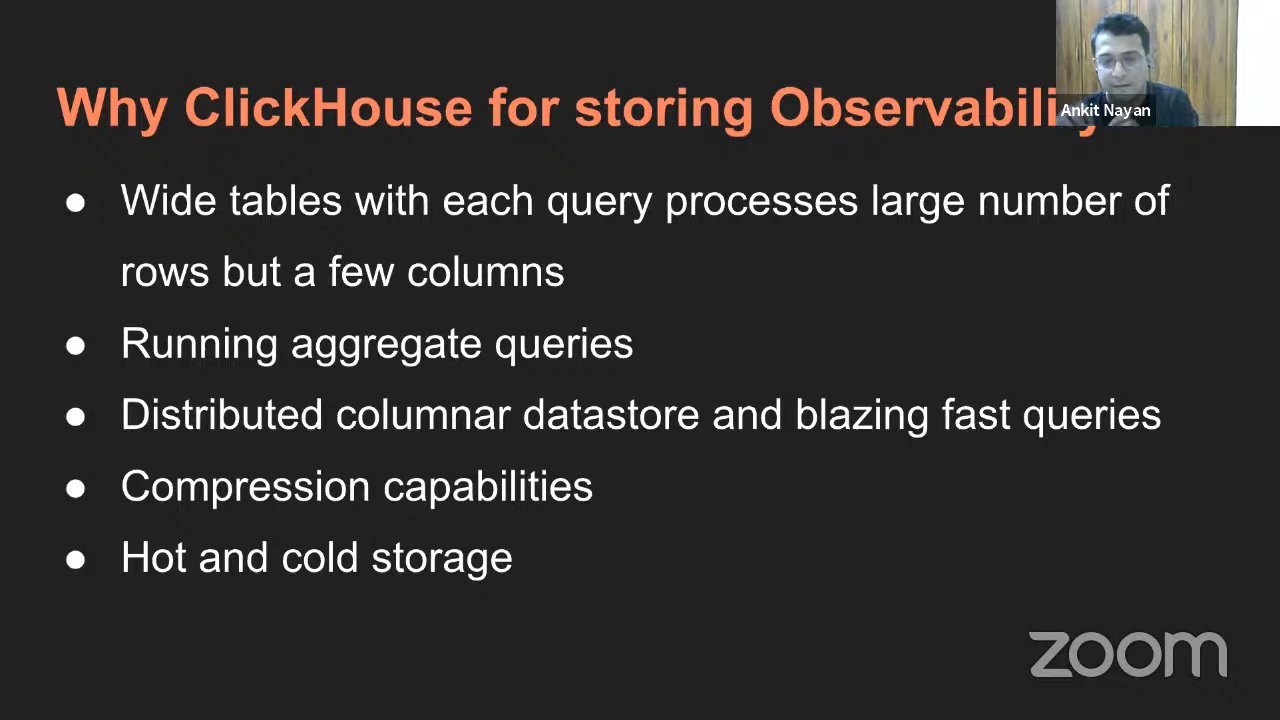 Why ClickHouse for storing Observability
Ankit Nayan
● Wide tables with each query processes large number of
rows but a few columns
● Running aggregate queries
● Distributed columnar datastore and blazing fast queries
● Compression capabilities
● Hot and cold storage
zoom